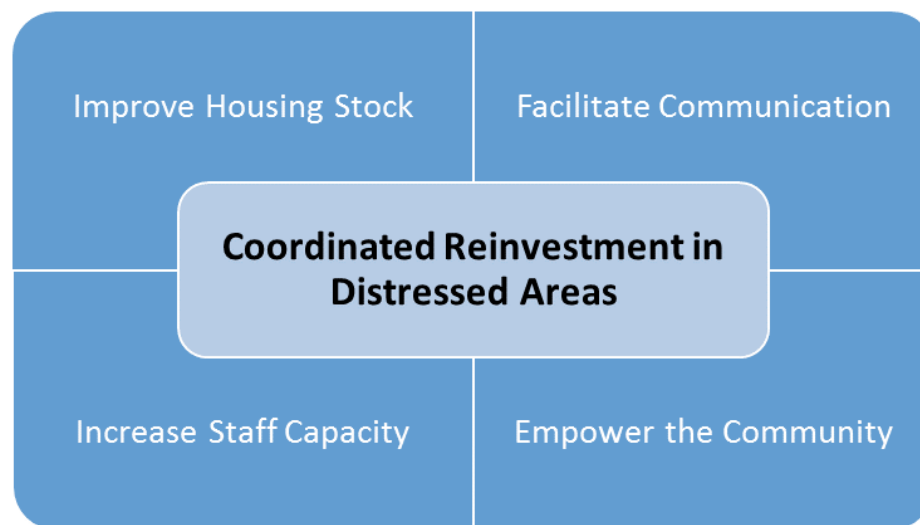 Improve Housing Stock
Facilitate Communication
Coordinated Reinvestment in
Distressed Areas
Increase Staff Capacity
Empower the Community